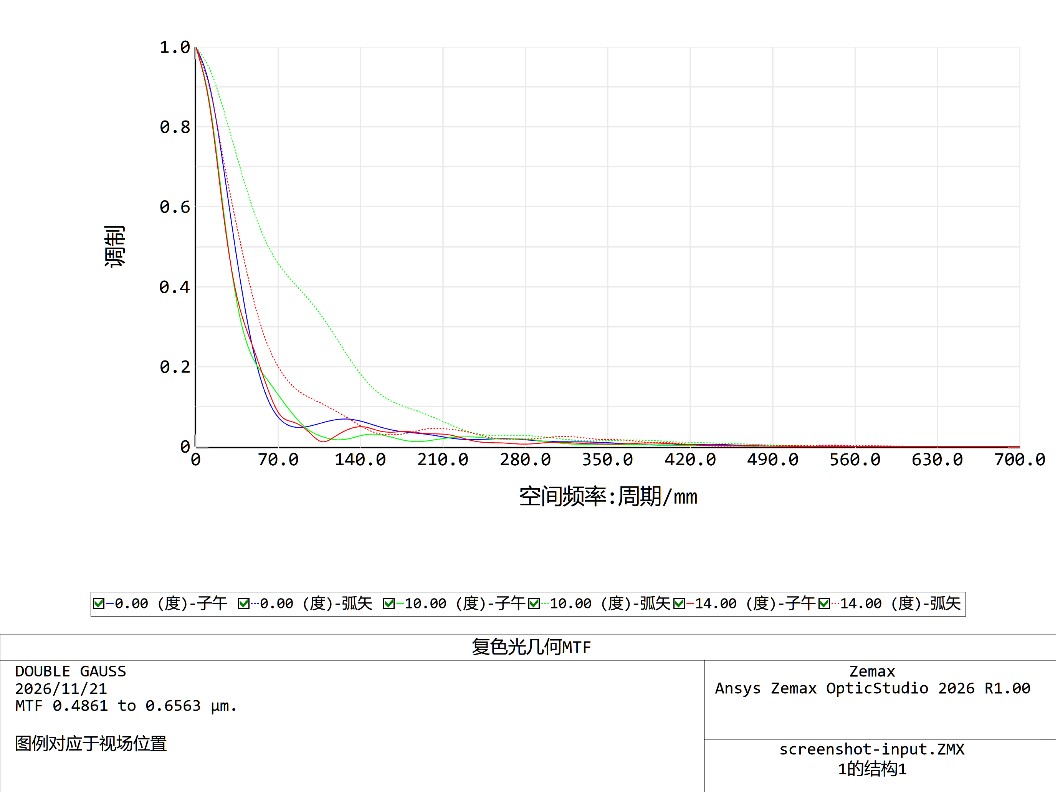 1.0
0.8
0.6
0.4
0.2
0
调制
0 70.0 140.0 210.0 280.0 350.0 420.0 490.0 560.0 630.0 700.0
空间频率:周期/mm
0.00 (度)-子午 0.00 (度)-弧矢 10.00 (度)-子午 10.00 (度)-弧矢 14.00 (度)-子午 14.00 (度)-弧矢
复色光几何MTF
DOUBLE GAUSS
2026/11/21
MTF 0.4861 to 0.6563 µm.
图例对应于视场位置
Zemax
Ansys Zemax OpticStudio 2026 R1.00
screenshot-input.ZMX
1的结构1